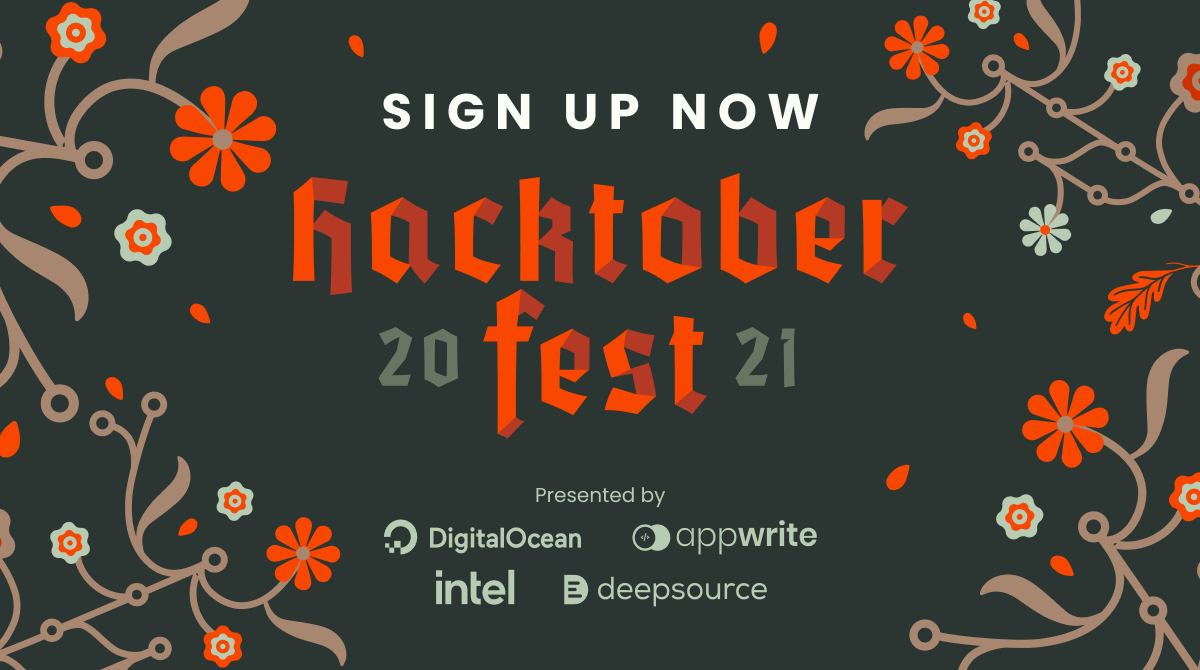 SIGN UP NOW
hacktober
20 fest 21
Presented by
DigitalOcean appwrite
intel deepsource